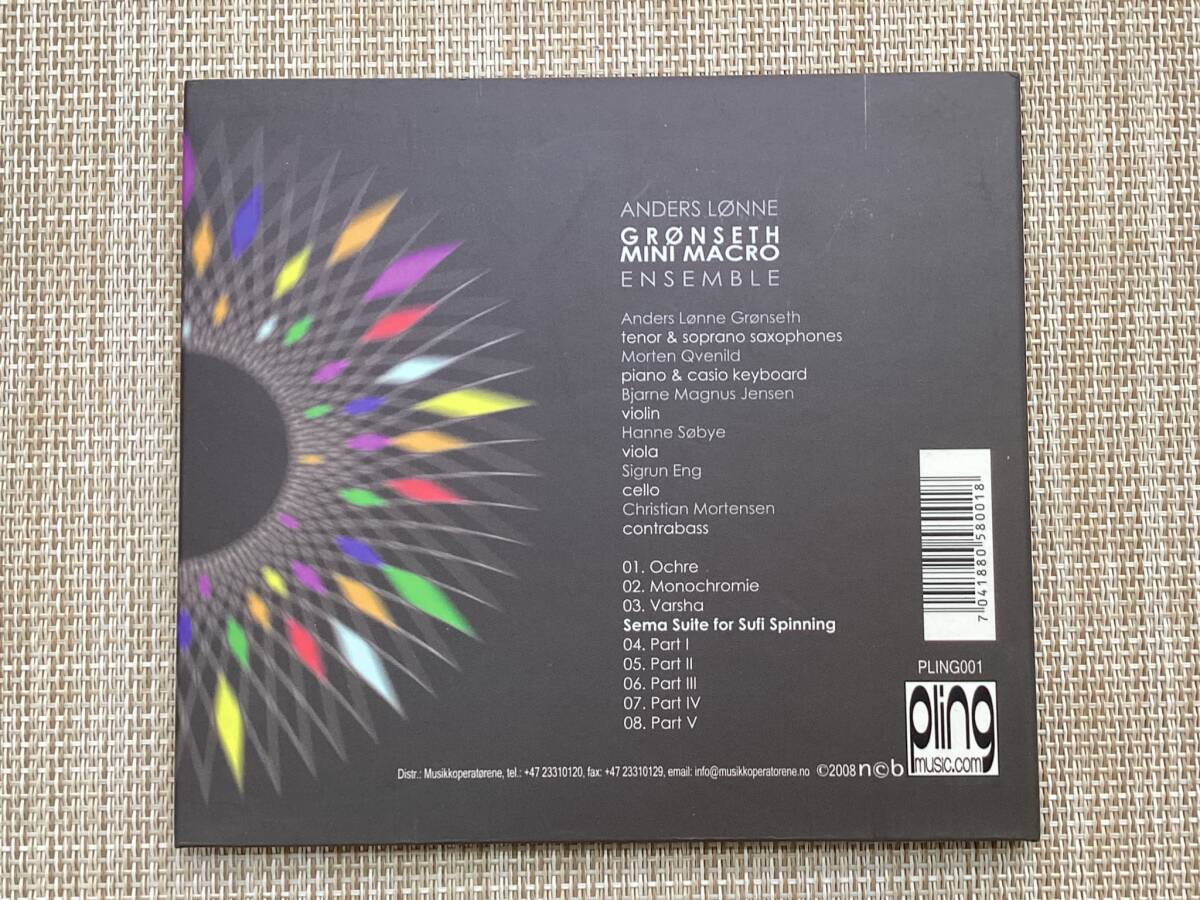 ANDERS LØNNE
GRØNSETH
MINI MACRO
ENSEMBLE
Anders Lønne Grønseth
tenor & soprano saxophones
Morten Qvenild
piano & casio keyboard
Bjarne Magnus Jensen
violin
Hanne Søbye
viola
Sigrun Eng
cello
Christian Mortensen
contrabass
01. Ochre
02. Monochromie
03. Varsha
Sema Suite for Sufi Spinning
04. Part I
05. Part II
06. Part III
07. Part IV
08. Part V
7 041880 580018
PLING001
pling
music.com
Distr.: Musikkoperatørene, tel.: +47 23310120, fax: +47 23310129, email: info@musikkoperatorene.no ©2008 n©b